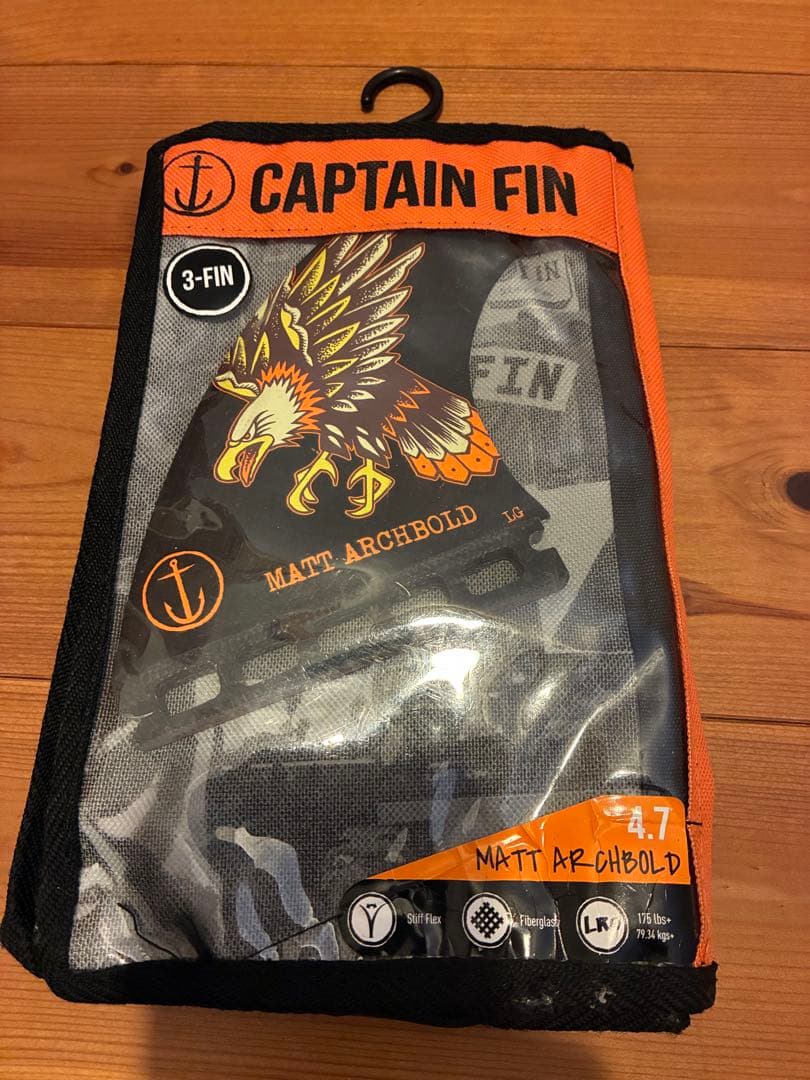 CAPTAIN FIN
3-FIN
FIN
FIN
MATT ARCHBOLD LG
4.7
MATT ARCHBOLD
Stiff Flex
Fiberglass
175 lbs+
79.34 kgs+